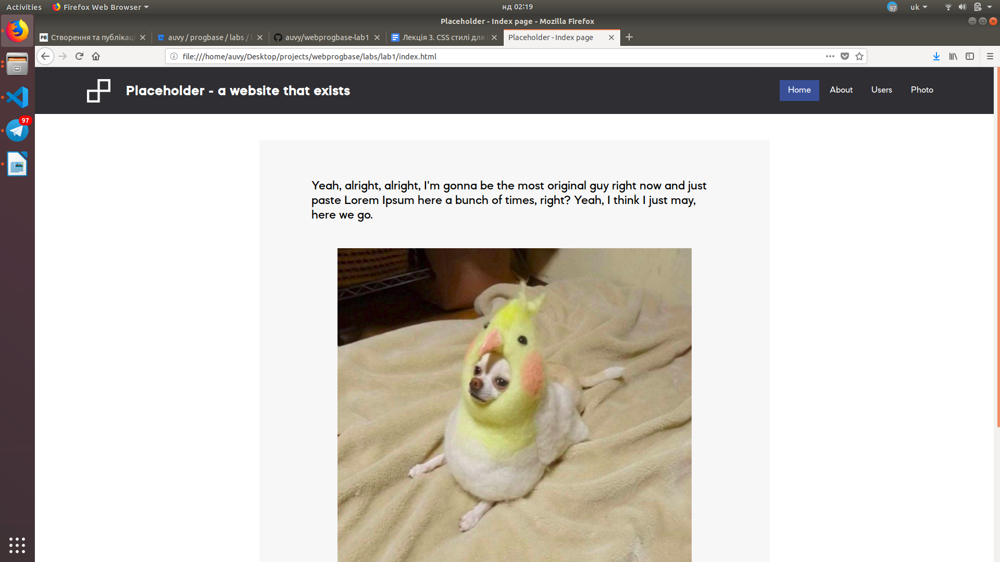 Activities
Firefox Web Browser
нд 02:19
97
uk
Placeholder - Index page - Mozilla Firefox
PB Створення та публікац
auvy / progbase / labs /
auvy/webprogbase-lab1
Лекція 3. CSS стилі для
Placeholder - Index page
file:///home/auvy/Desktop/projects/webprogbase/labs/lab1/index.html
Placeholder - a website that exists
Home
About
Users
Photo
97
Yeah, alright, alright, I'm gonna be the most original guy right now and just
paste Lorem Ipsum here a bunch of times, right? Yeah, I think I just may,
here we go.